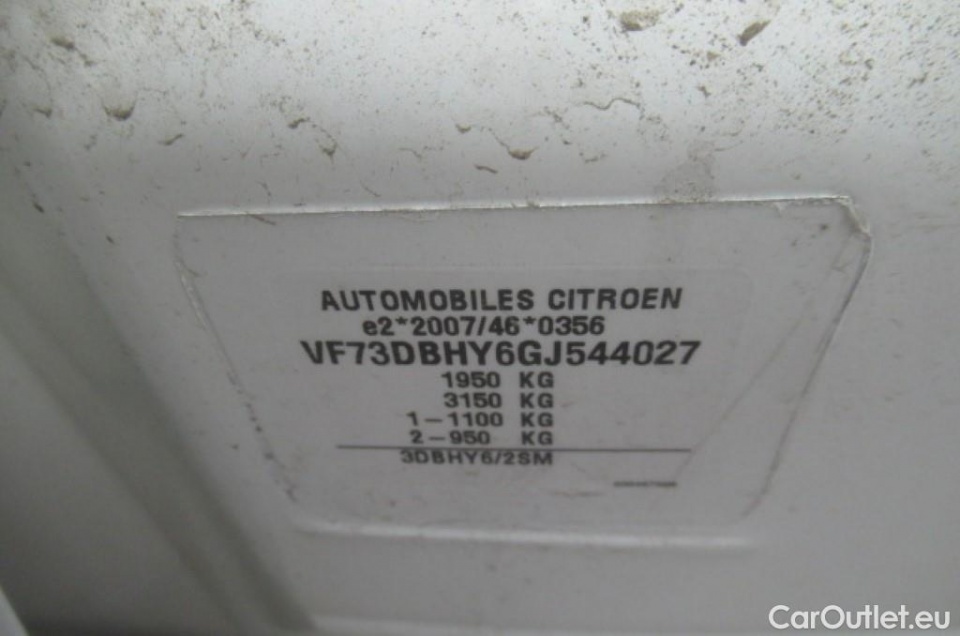 AUTOMOBILES CITROEN
e2*2007/46*0356
VF73DBHY6GJ544027
1950 KG
3150 KG
1-1100 KG
2-950 KG
3DBHY6/2SM
CarOutlet.eu